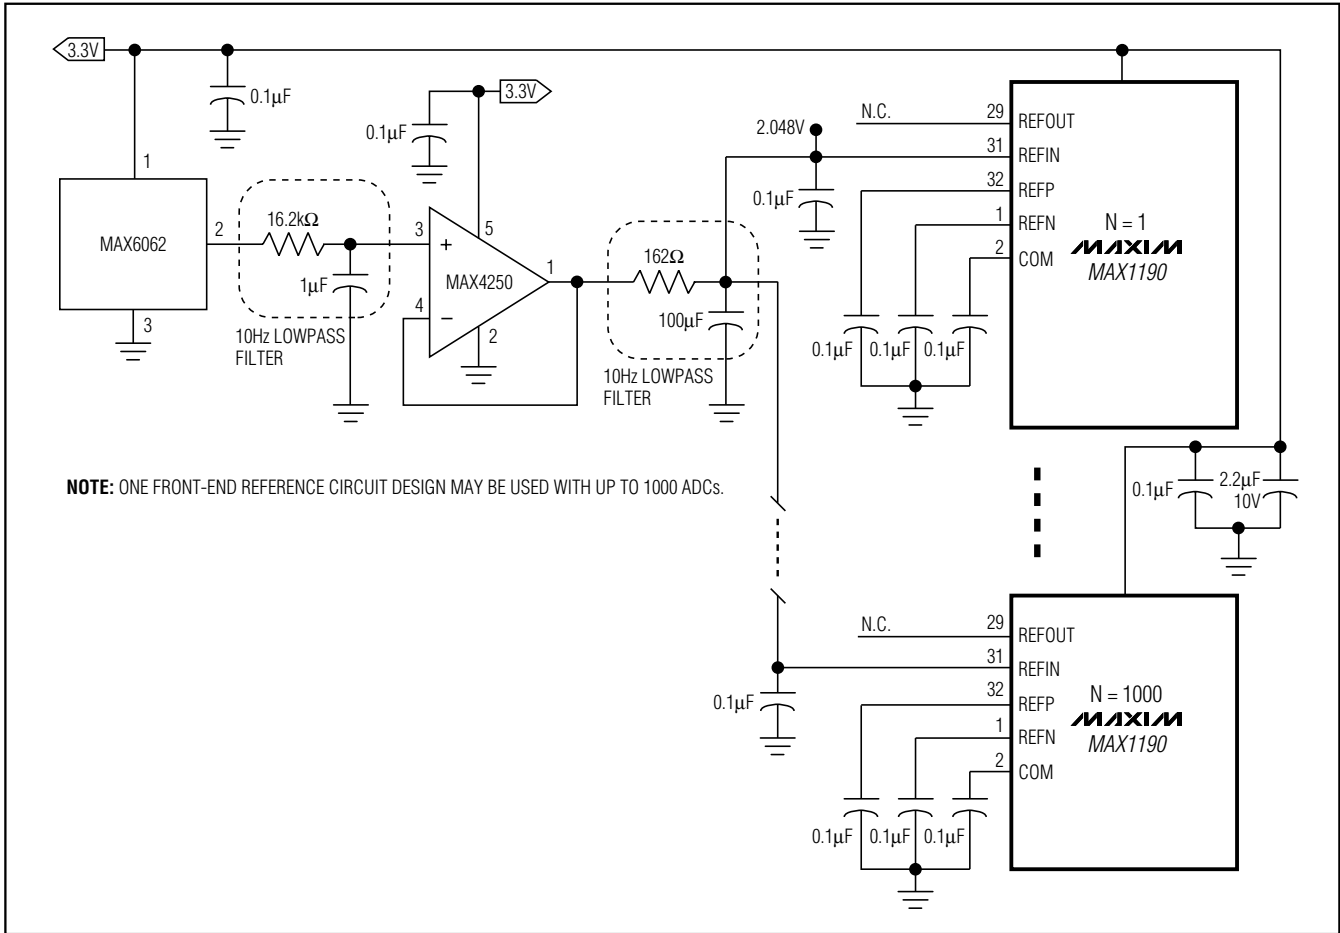 3.3V
0.1µF
3.3V
0.1µF
1
MAX6062
2
3
16.2kΩ
1µF
10Hz LOWPASS
FILTER
3
+
5
MAX4250
1
4
−
2
162Ω
100µF
10Hz LOWPASS
FILTER
2.048V
0.1µF
N.C.
29
REFOUT
31
REFIN
32
REFP
1
REFN
2
COM
N = 1
MAXIM
MAX1190
0.1µF
0.1µF
0.1µF
NOTE: ONE FRONT-END REFERENCE CIRCUIT DESIGN MAY BE USED WITH UP TO 1000 ADCs.
0.1µF
2.2µF
10V
N.C.
29
REFOUT
31
REFIN
32
REFP
1
REFN
2
COM
N = 1000
MAXIM
MAX1190
0.1µF
0.1µF
0.1µF
0.1µF